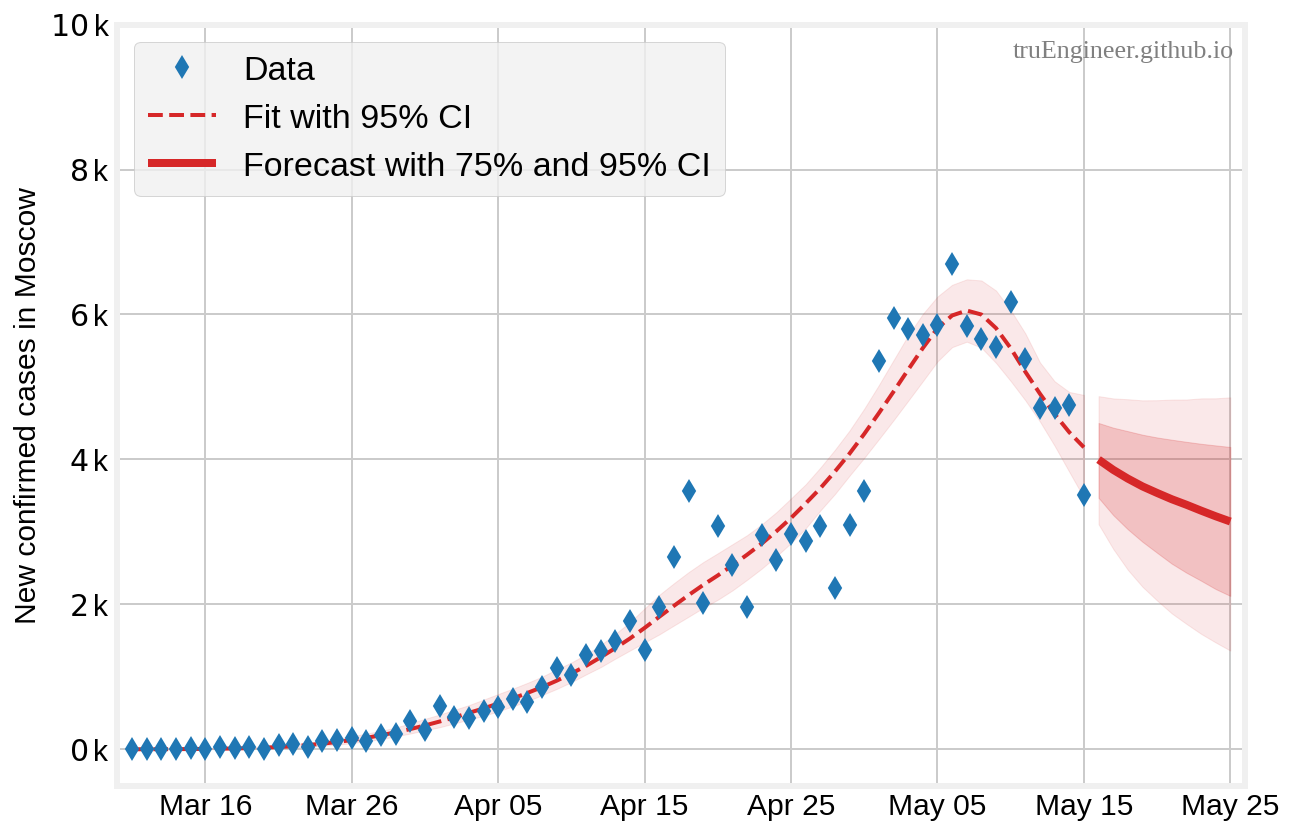 10 k
truEngineer.github.io
Data
Fit with 95% CI
Forecast with 75% and 95% CI
8 k
6 k
4 k
2 k
0 k
New confirmed cases in Moscow
Mar 16 Mar 26 Apr 05 Apr 15 Apr 25 May 05 May 15 May 25